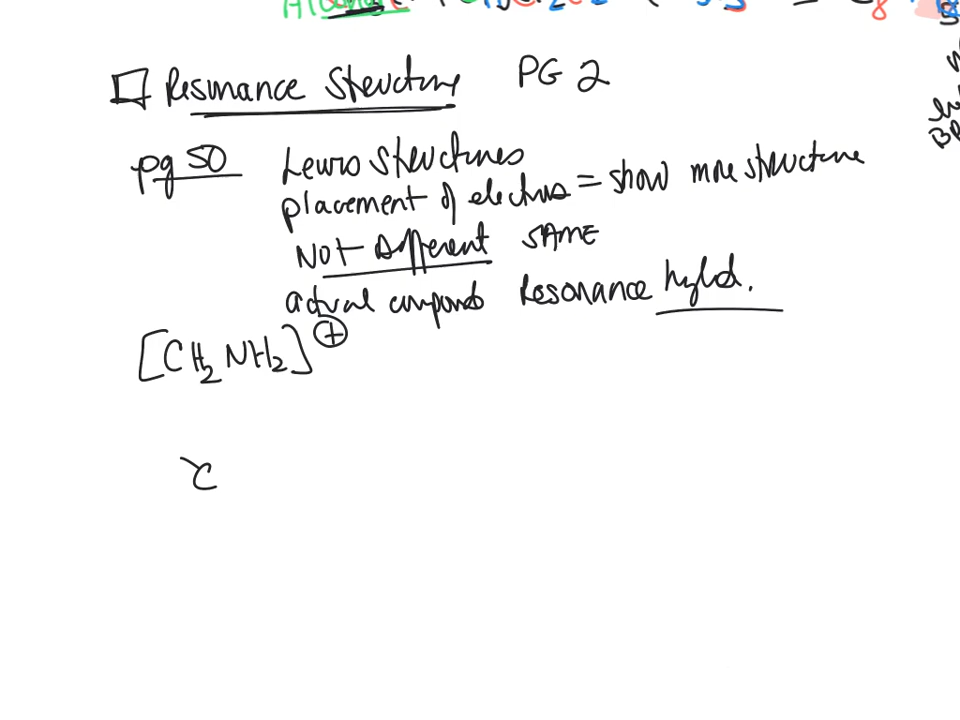 □ Resonance Structure PG 2
pg 50 Lewis Structures
placement of electrons = show more structure
NOT Different SAME
actual compounds Resonance hybrid.
[CH₂NH₂]⊕
C